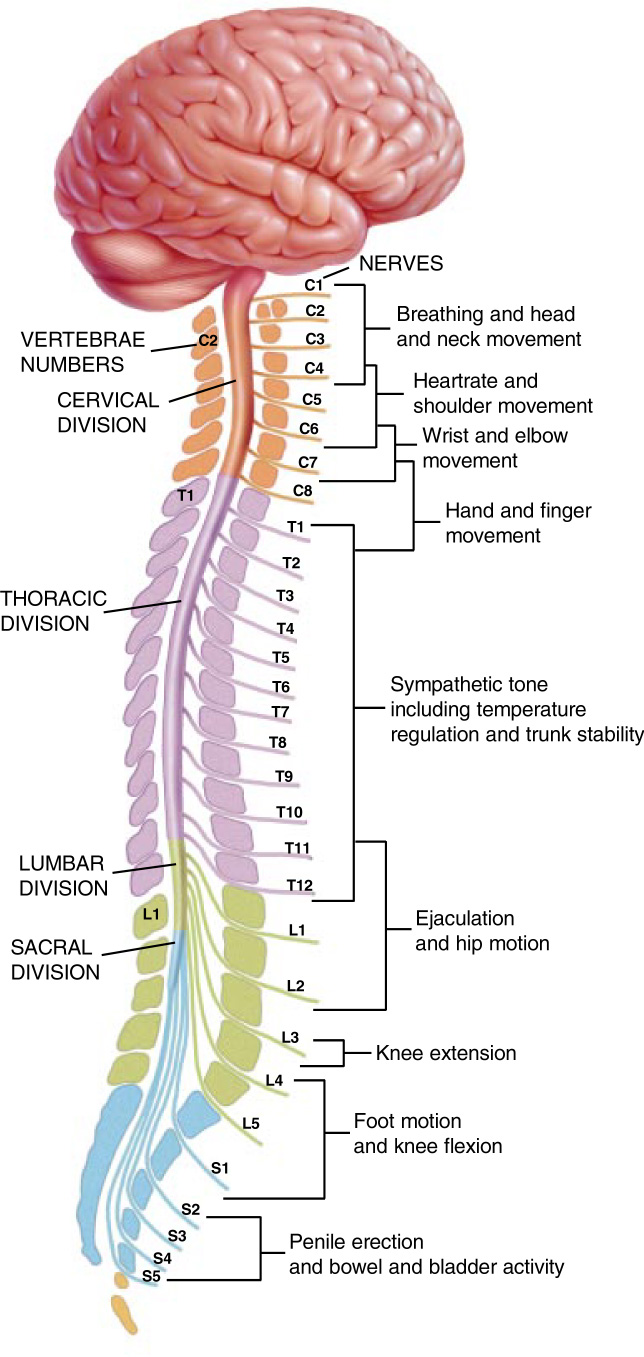 NERVES
C1
C2
C3
C4
C5
C6
C7
C8
Breathing and head
and neck movement
Heartrate and
shoulder movement
Wrist and elbow
movement
Hand and finger
movement
VERTEBRAE
NUMBERS
C2
CERVICAL
DIVISION
T1
T1
T2
T3
T4
T5
T6
T7
T8
T9
T10
T11
T12
THORACIC
DIVISION
Sympathetic tone
including temperature
regulation and trunk stability
LUMBAR
DIVISION
L1
SACRAL
DIVISION
L1
L2
L3
L4
L5
Ejaculation
and hip motion
Knee extension
Foot motion
and knee flexion
S1
S2
S3
S4
S5
Penile erection
and bowel and bladder activity